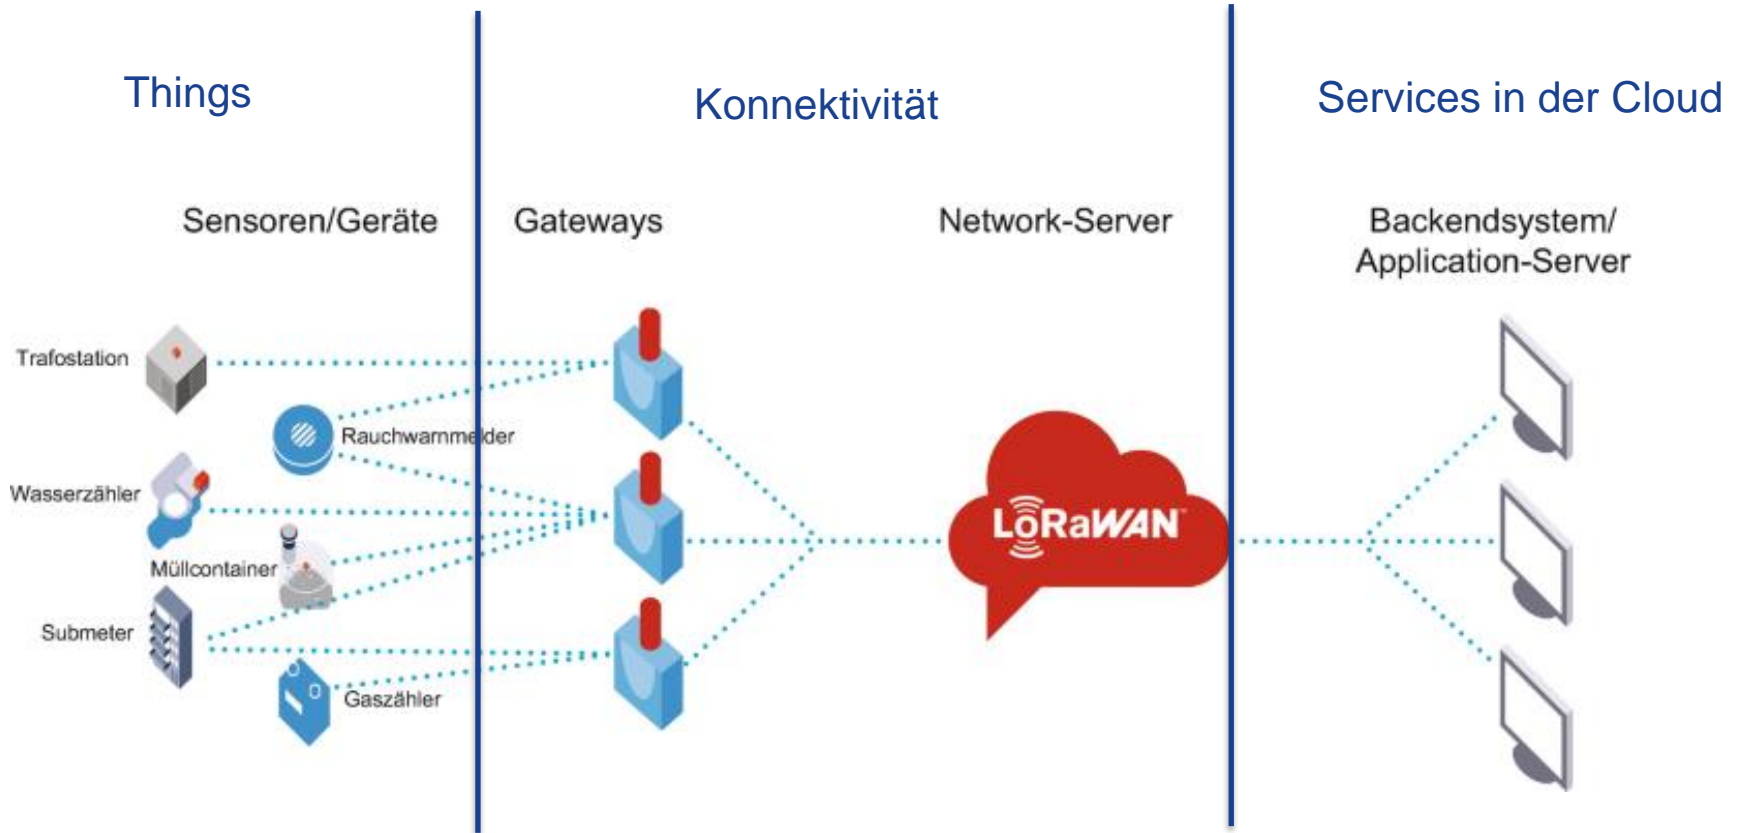 Things
Konnektivität
Services in der Cloud
Sensoren/Geräte
Gateways
Network-Server
Backendsystem/
Application-Server
Trafostation
Rauchwarnmelder
Wasserzähler
Müllcontainer
Submeter
Gaszähler
LoRaWAN™